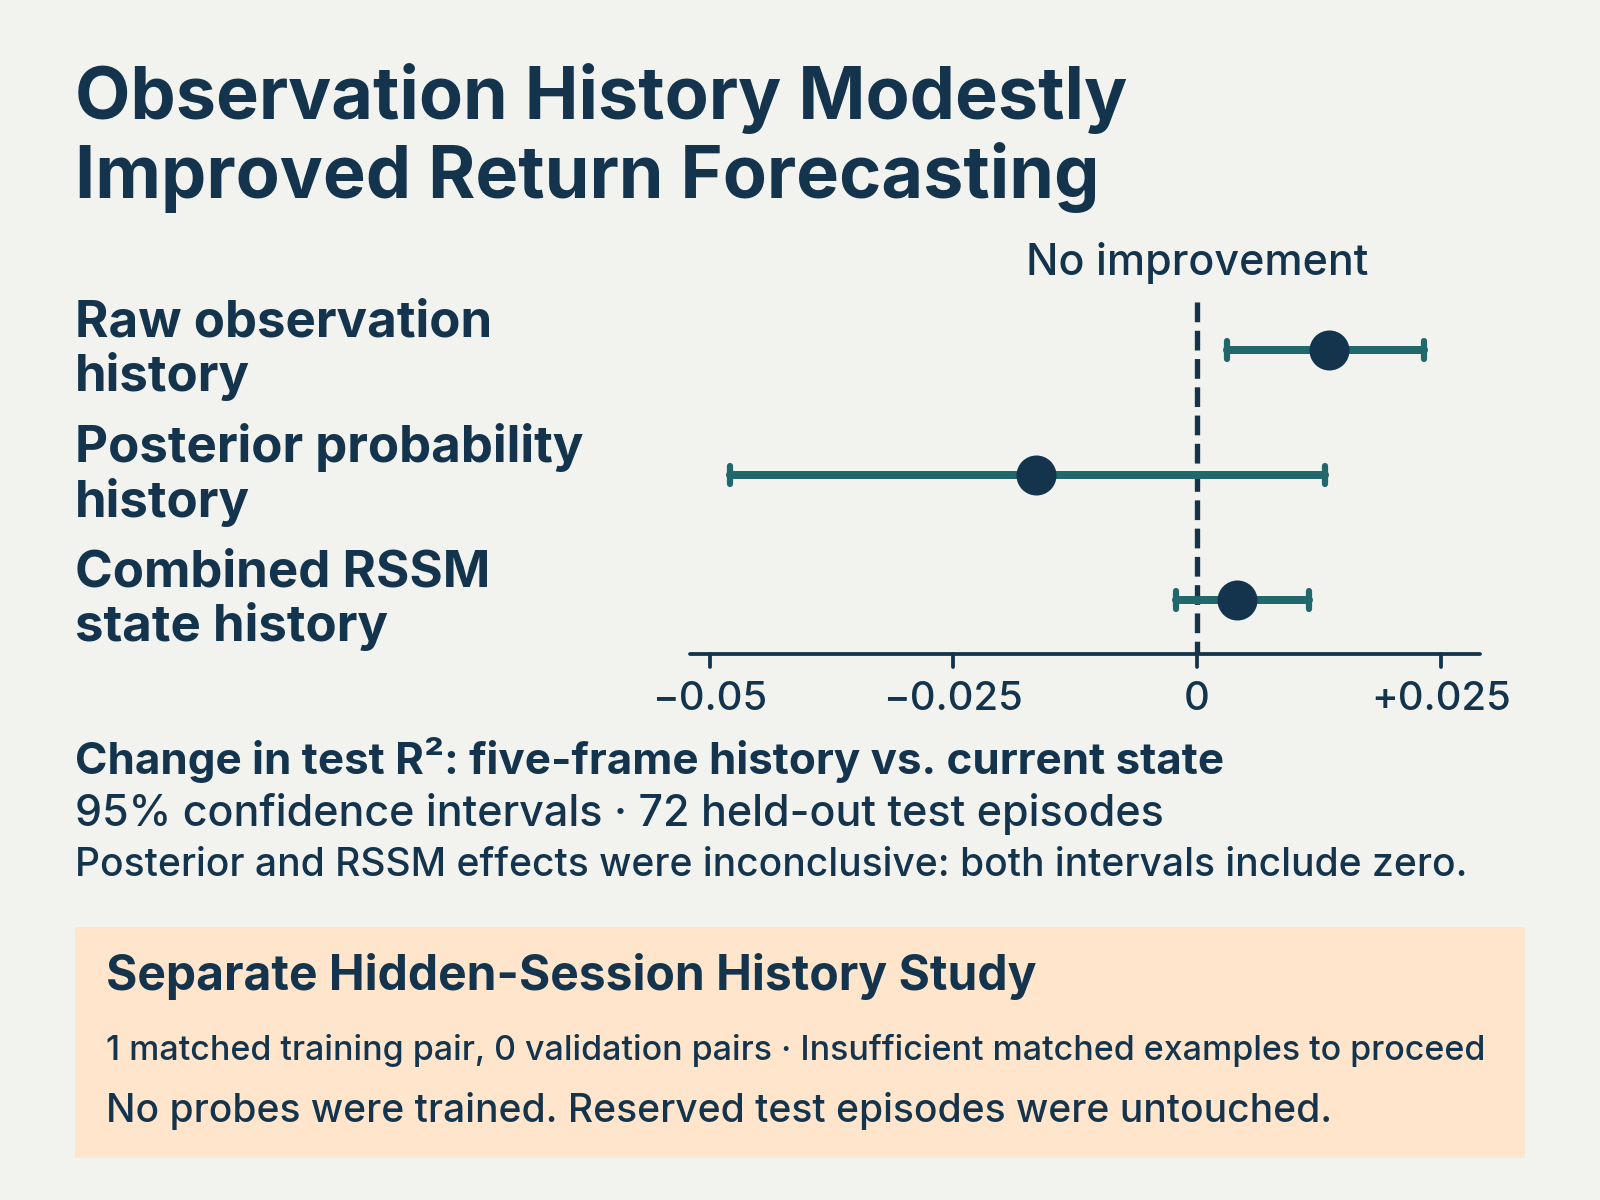 Observation History Modestly
Improved Return Forecasting
No improvement
Raw observation
history
Posterior probability
history
Combined RSSM
state history
−0.05 −0.025 0 +0.025
Change in test R²: five-frame history vs. current state
95% confidence intervals · 72 held-out test episodes
Posterior and RSSM effects were inconclusive: both intervals include zero.
Separate Hidden-Session History Study
1 matched training pair, 0 validation pairs · Insufficient matched examples to proceed
No probes were trained. Reserved test episodes were untouched.